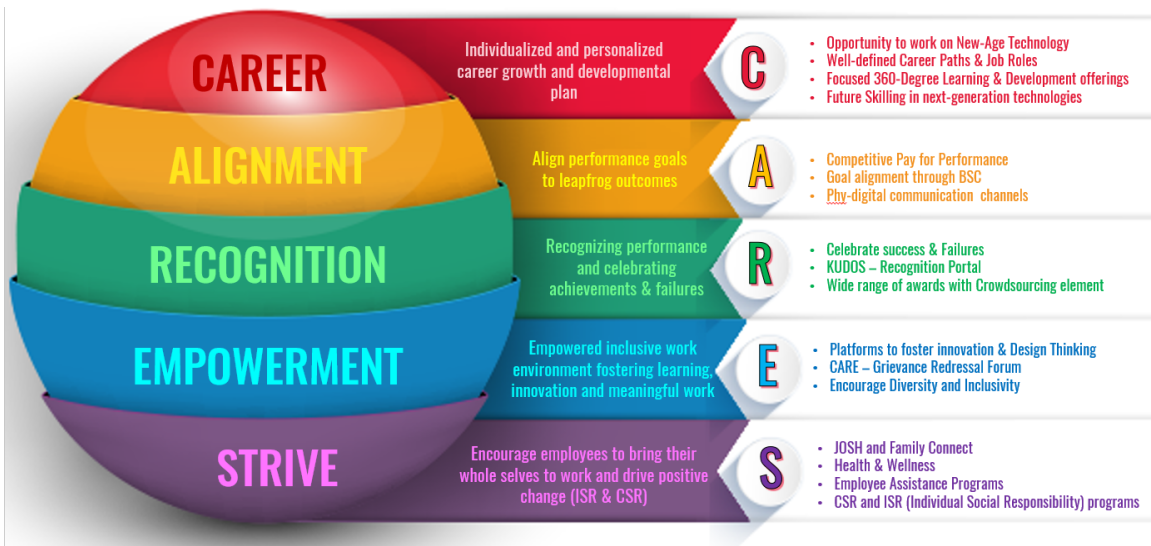 CAREER
Individualized and personalized
career growth and developmental
plan
C
• Opportunity to work on New-Age Technology
• Well-defined Career Paths & Job Roles
• Focused 360-Degree Learning & Development offerings
• Future Skilling in next-generation technologies
ALIGNMENT
Align performance goals
to leapfrog outcomes
A
• Competitive Pay for Performance
• Goal alignment through BSC
• Phy-digital communication channels
RECOGNITION
Recognizing performance
and celebrating
achievements & failures
R
• Celebrate success & Failures
• KUDOS – Recognition Portal
• Wide range of awards with Crowdsourcing element
EMPOWERMENT
Empowered inclusive work
environment fostering learning,
innovation and meaningful work
E
• Platforms to foster innovation & Design Thinking
• CARE – Grievance Redressal Forum
• Encourage Diversity and Inclusivity
STRIVE
Encourage employees to bring their
whole selves to work and drive positive
change (ISR & CSR)
S
• JOSH and Family Connect
• Health & Wellness
• Employee Assistance Programs
• CSR and ISR (Individual Social Responsibility) programs